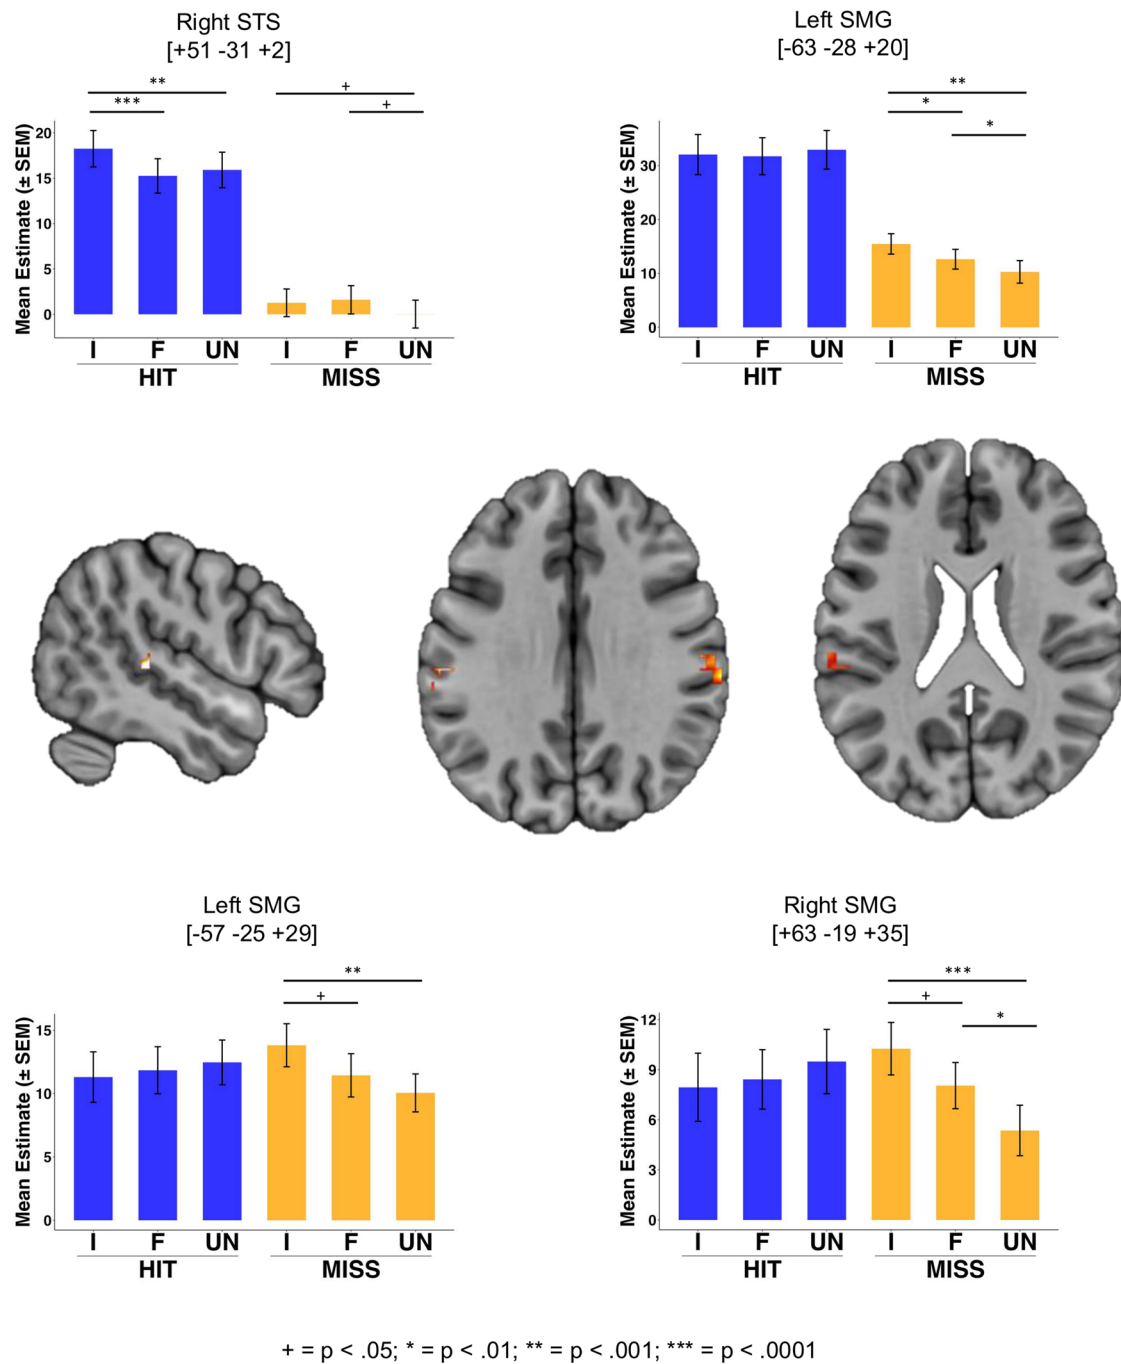 Right STS
[+51 -31 +2]
** +
*** +
Mean Estimate (± SEM)
20
15
10
5
0
I F UN I F UN
HIT MISS
Left SMG
[-63 -28 +20]
**
*
*
Mean Estimate (± SEM)
30
20
10
0
I F UN I F UN
HIT MISS
Left SMG
[-57 -25 +29]
**
+
Mean Estimate (± SEM)
15
10
5
0
I F UN I F UN
HIT MISS
Right SMG
[+63 -19 +35]
***
+
*
Mean Estimate (± SEM)
12
9
6
3
0
I F UN I F UN
HIT MISS
+ = p < .05; * = p < .01; ** = p < .001; *** = p < .0001